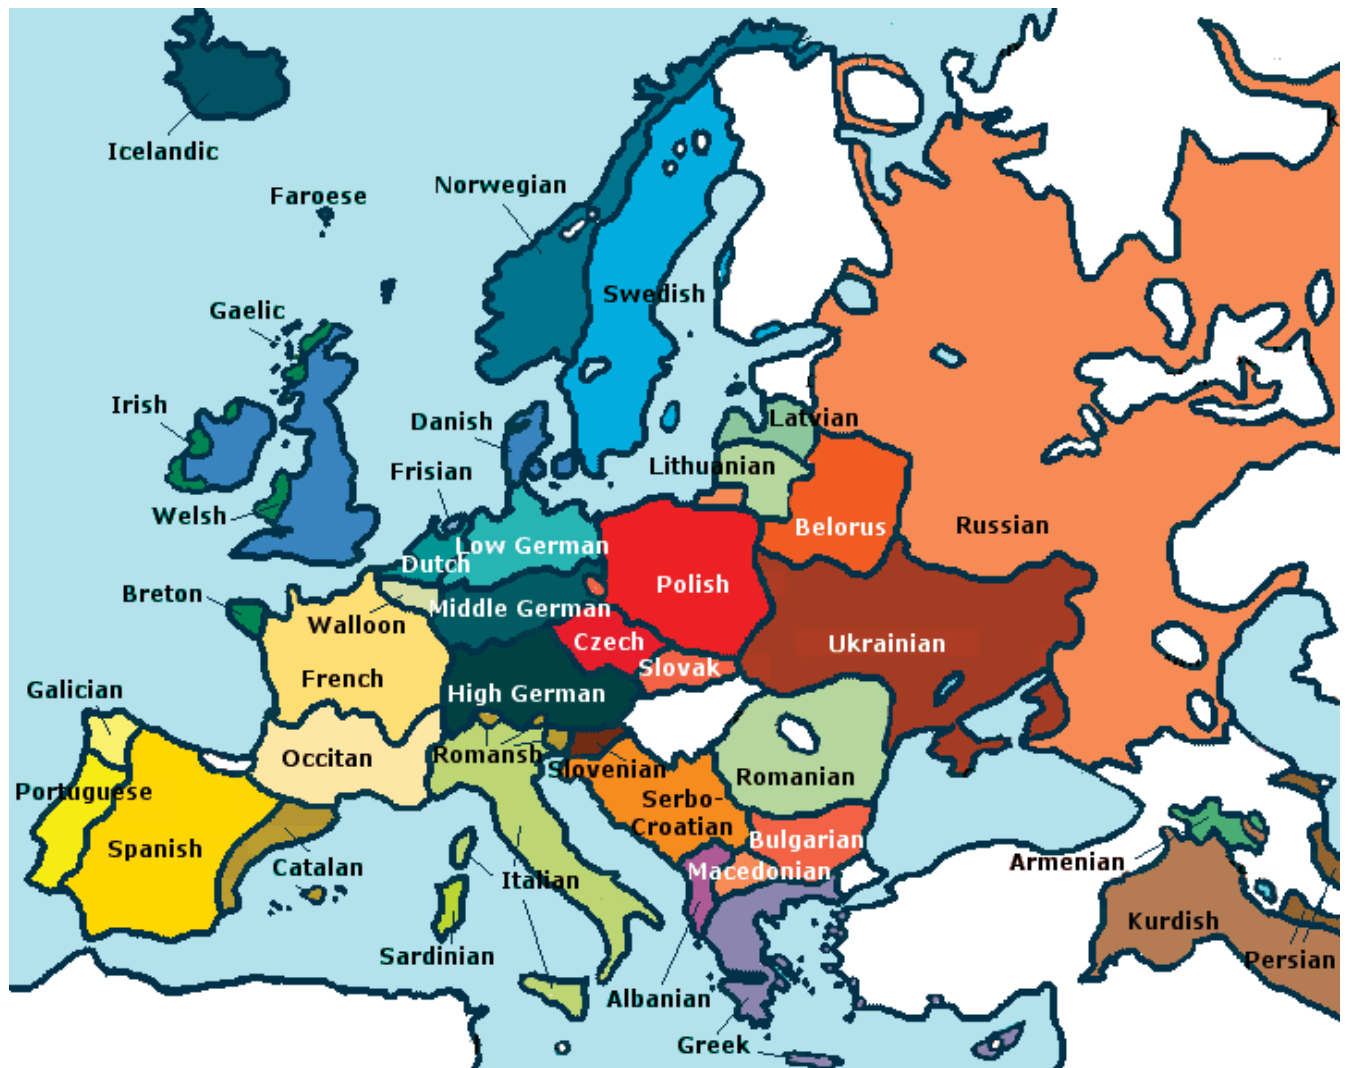 Icelandic
Faroese
Norwegian
Gaelic
Swedish
Irish
Danish
Latvian
Frisian
Lithuanian
Welsh
Belorus
Russian
Low German
Dutch
Polish
Breton
Middle German
Walloon
Czech
Ukrainian
Slovak
French
High German
Galician
Occitan
Romansh
Slovenian
Romanian
Portuguese
Serbo-
Croatian
Spanish
Bulgarian
Armenian
Catalan
Macedonian
Italian
Kurdish
Sardinian
Persian
Albanian
Greek